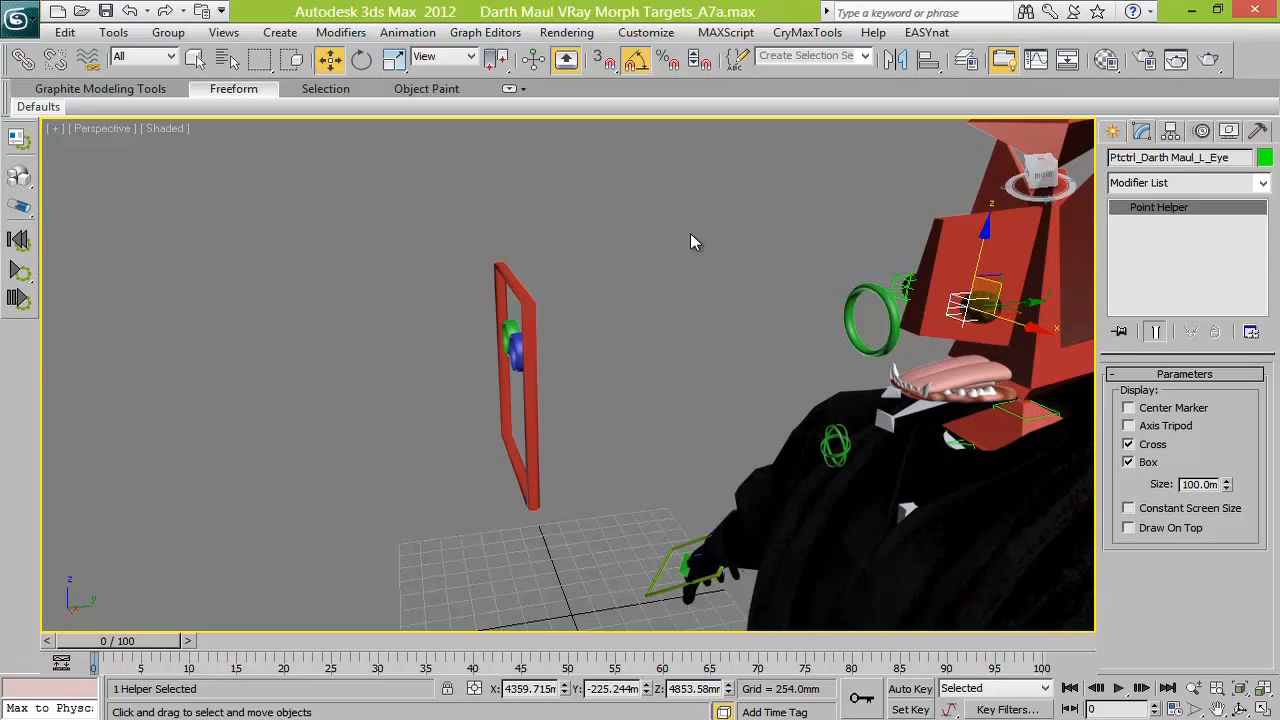 Autodesk 3ds Max 2012 Darth Maul VRay Morph Targets_A7a.max
Type a keyword or phrase
Edit Tools Group Views Create Modifiers Animation Graph Editors Rendering Customize MAXScript CryMaxTools Help EASYnat
All View 3 Create Selection Se
Graphite Modeling Tools Freeform Selection Object Paint
Defaults
[ + ] [ Perspective ] [ Shaded ]
Ptctrl_Darth Maul_L_Eye
Modifier List
Point Helper
RIGHT
z
x
- Parameters
Display:
Center Marker
Axis Tripod
Cross
Box
Size: 100.0m
Constant Screen Size
Draw On Top
z
y
x
< 0 / 100 >
0 5 10 15 20 25 30 35 40 45 50 55 60 65 70 75 80 85 90 95 100
1 Helper Selected X: 4359.715m Y: -225.244m Z: 4853.58mm Grid = 254.0mm Auto Key Selected
Max to Physc: Click and drag to select and move objects Add Time Tag Set Key Key Filters... 0